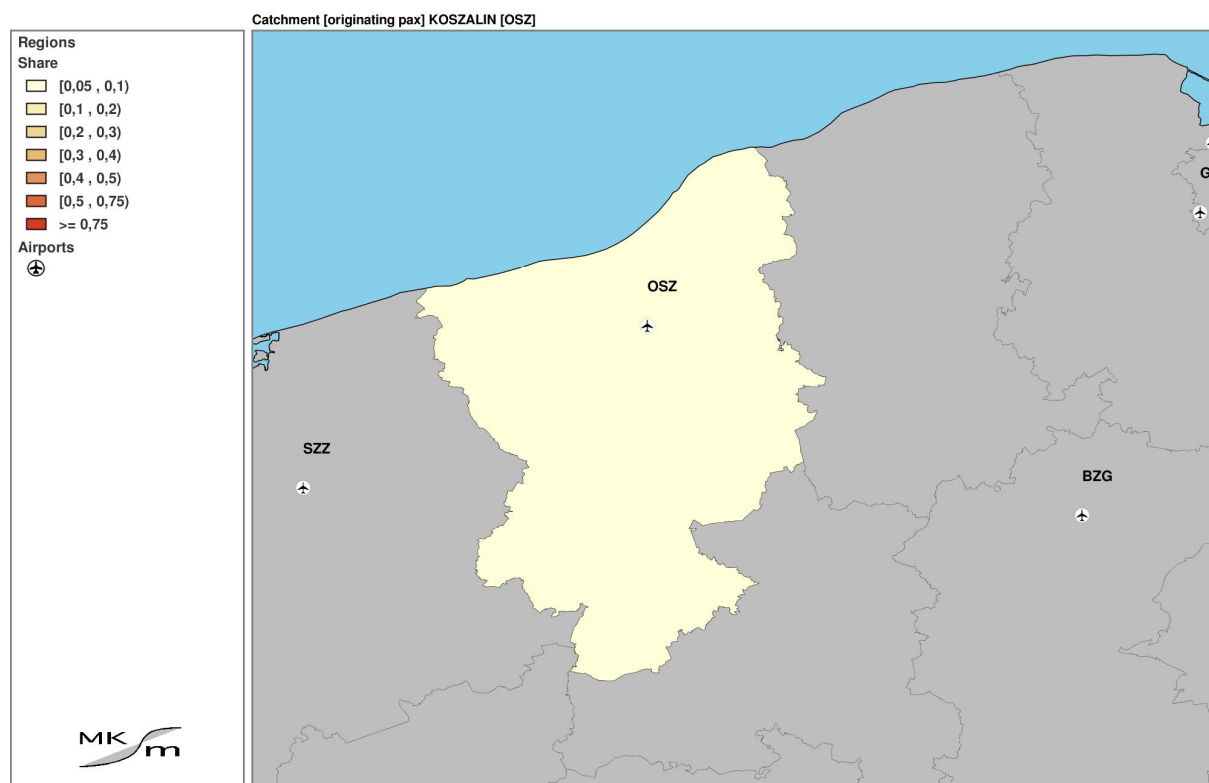 Catchment [originating pax] KOSZALIN [OSZ]
Regions
Share
[0,05 , 0,1)
[0,1 , 0,2)
[0,2 , 0,3)
[0,3 , 0,4)
[0,4 , 0,5)
[0,5 , 0,75)
>= 0,75
Airports
OSZ
SZZ
BZG
G
MK
m